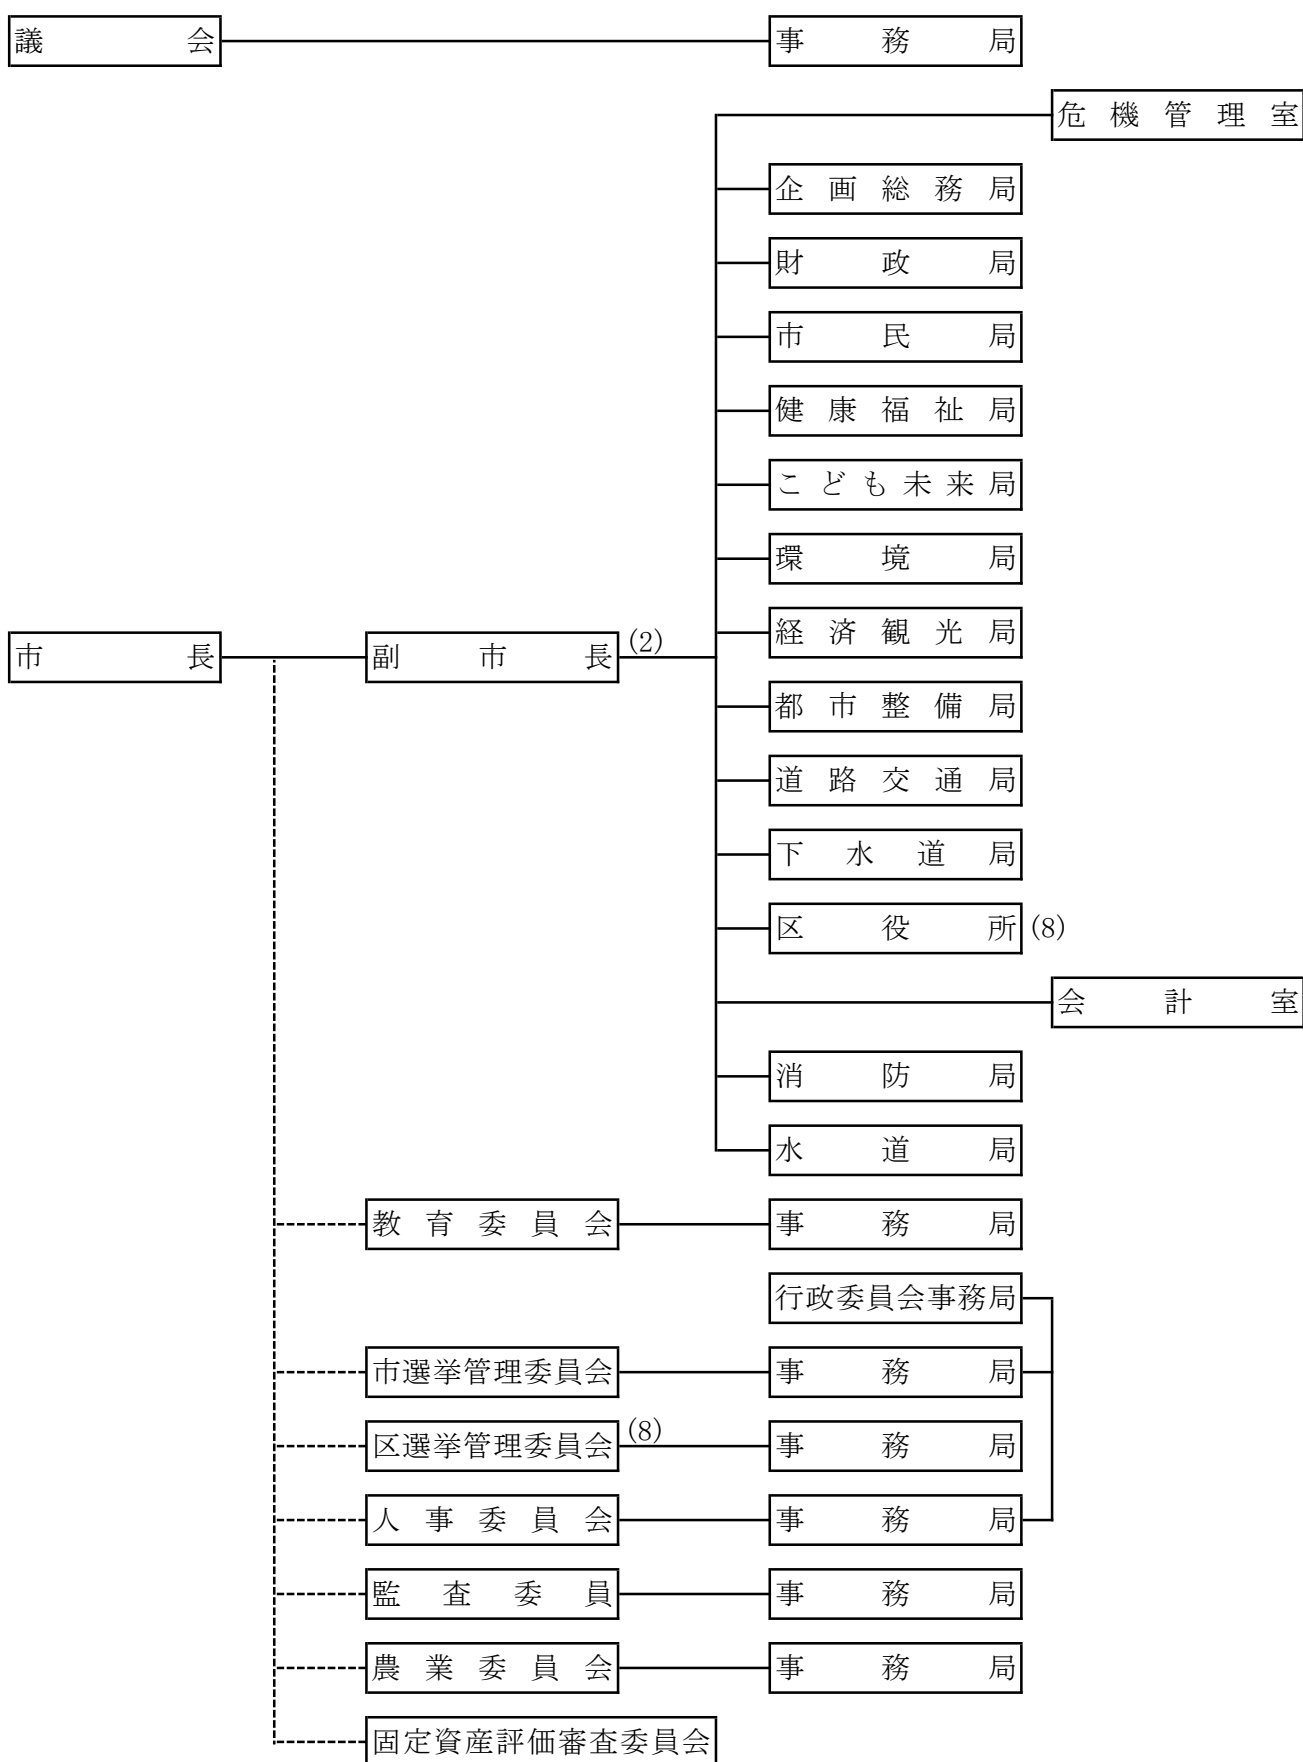 議会 事務局
危機管理室
企画総務局
財政局
市民局
健康福祉局
こども未来局
環境局
経済観光局
市長 副市長 (2)
都市整備局
道路交通局
下水道局
区役所 (8)
会計室
消防局
水道局
教育委員会 事務局
行政委員会事務局
市選挙管理委員会 事務局
区選挙管理委員会 (8) 事務局
人事委員会 事務局
監査委員 事務局
農業委員会 事務局
固定資産評価審査委員会